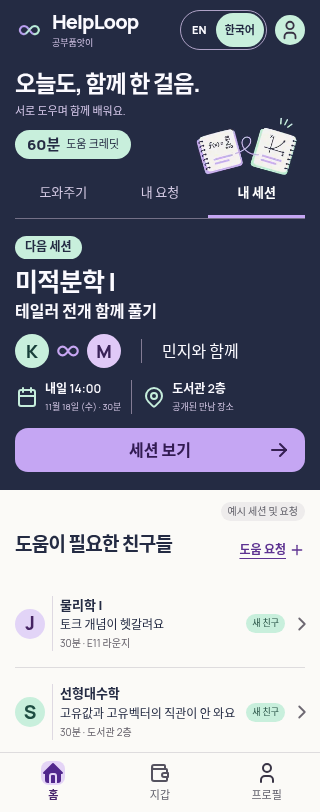 HelpLoop
공부품앗이
EN 한국어
오늘도, 함께 한 걸음.
서로 도우며 함께 배워요.
60분 도움 크레딧
도와주기 내 요청 내 세션
다음 세션
미적분학 I
테일러 전개 함께 풀기
K M 민지와 함께
내일 14:00
11월 18일 (수) · 30분
도서관 2층
공개된 만남 장소
세션 보기
예시 세션 및 요청
도움이 필요한 친구들
도움 요청
J
물리학 I
토크 개념이 헷갈려요
30분 · E11 라운지
새 친구
S
선형대수학
고유값과 고유벡터의 직관이 안 와요
30분 · 도서관 2층
새 친구
홈 지갑 프로필